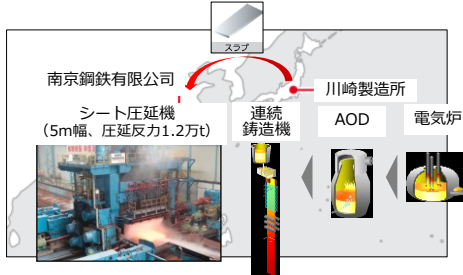 スラブ
南京鋼鉄有限公司
川崎製造所
シート圧延機
（5m幅、圧延反力1.2万t）
連続
鋳造機
AOD
電気炉